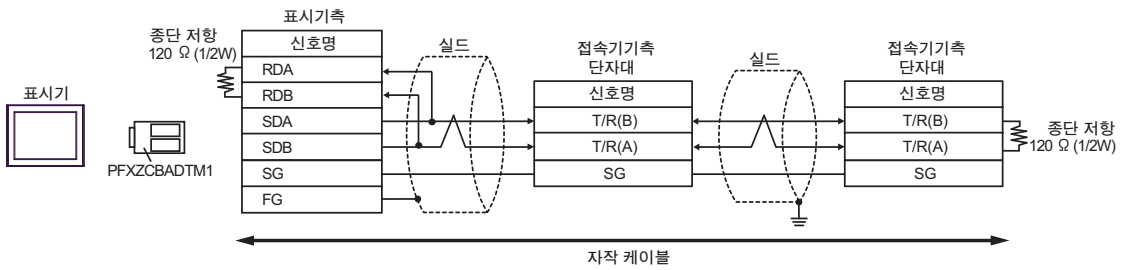 표시기
PFXZCBADTM1
종단 저항
120 Ω (1/2W)
표시기측
신호명
RDA
RDB
SDA
SDB
SG
FG
실드
접속기기측
단자대
신호명
T/R(B)
T/R(A)
SG
실드
접속기기측
단자대
신호명
T/R(B)
T/R(A)
SG
종단 저항
120 Ω (1/2W)
자작 케이블